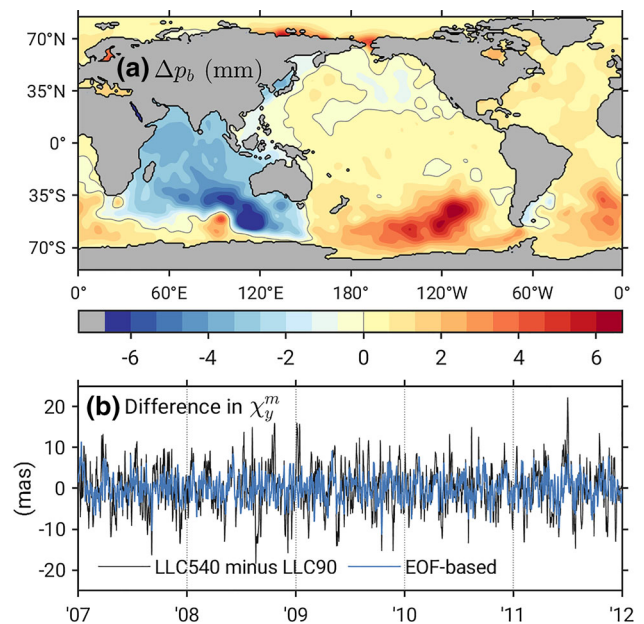 70°N
(a) Δp_b (mm)
35°N
0°
35°S
70°S
0° 60°E 120°E 180° 120°W 60°W 0°
-6 -4 -2 0 2 4 6
(b) Difference in χ_y^m
20
10
0
-10
-20
(mas)
LLC540 minus LLC90 EOF-based
'07 '08 '09 '10 '11 '12